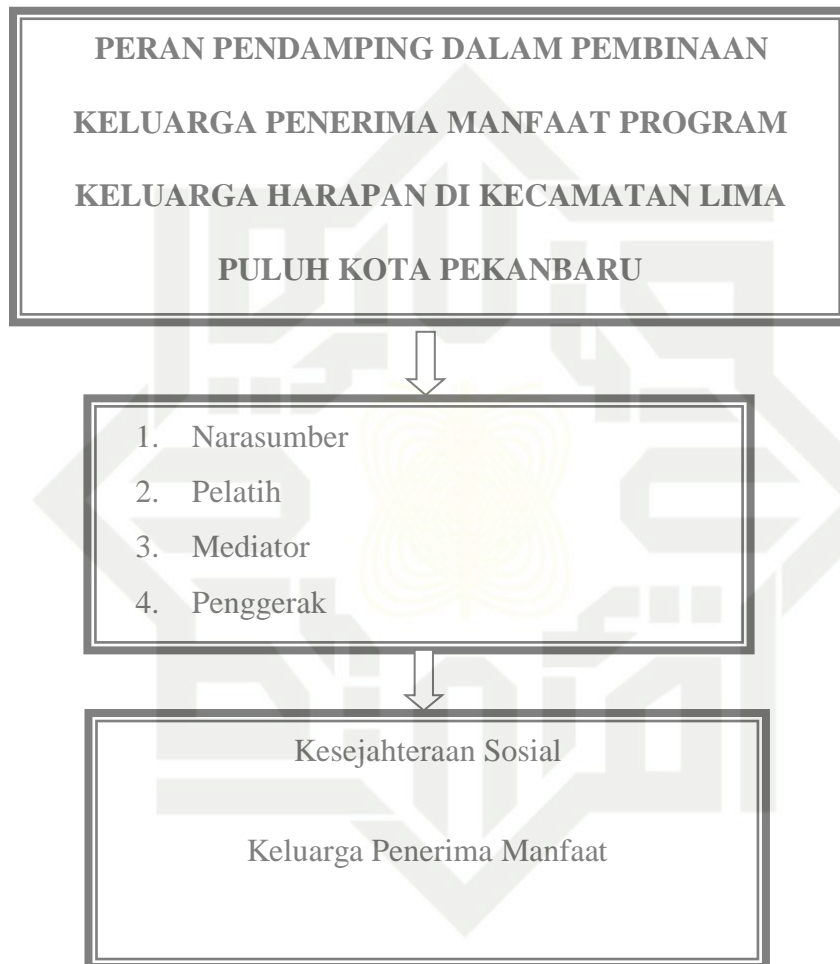 PERAN PENDAMPING DALAM PEMBINAAN
KELUARGA PENERIMA MANFAAT PROGRAM
KELUARGA HARAPAN DI KECAMATAN LIMA
PULUH KOTA PEKANBARU
1. Narasumber
2. Pelatih
3. Mediator
4. Penggerak
Kesejahteraan Sosial
Keluarga Penerima Manfaat